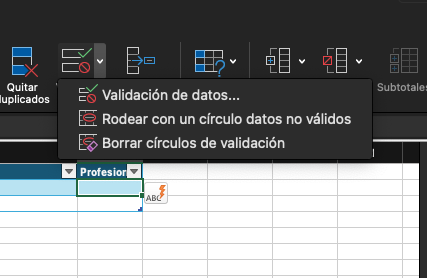 Quitar
duplicados
Subtotales
Validación de datos...
Rodear con un círculo datos no válidos
Borrar círculos de validación
Profesion
ABC